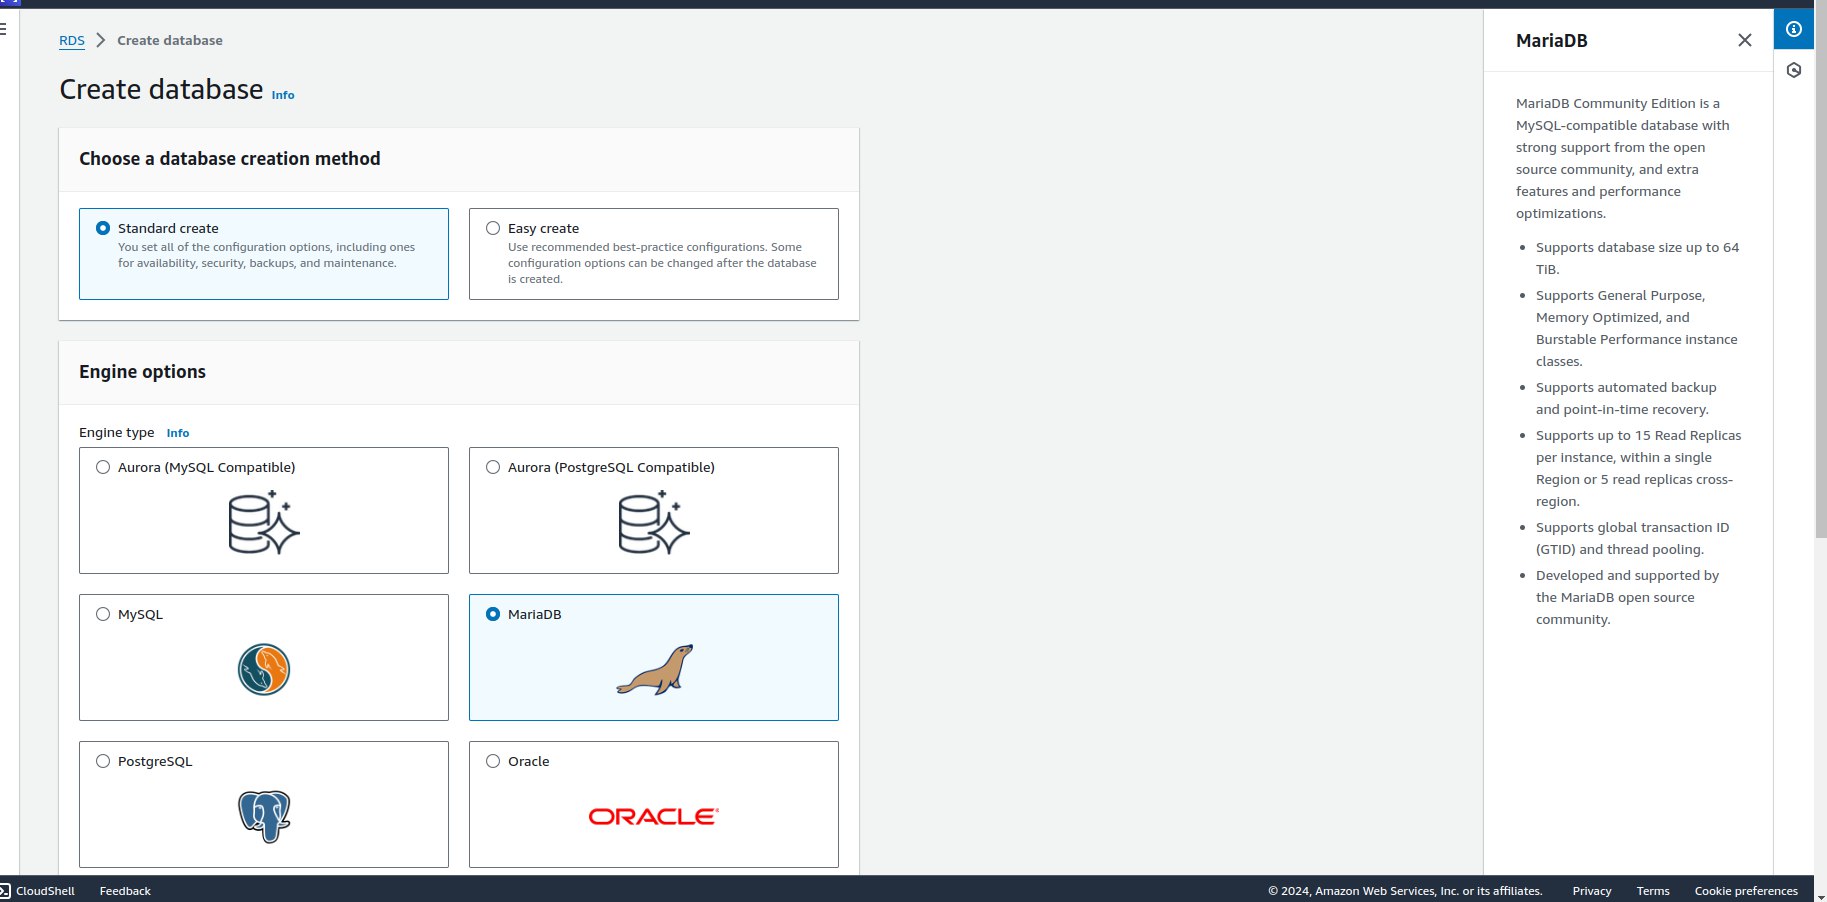 RDS
Create database
Create database Info
Choose a database creation method
Standard create
You set all of the configuration options, including ones
for availability, security, backups, and maintenance.
Easy create
Use recommended best-practice configurations. Some
configuration options can be changed after the database
is created.
Engine options
Engine type Info
Aurora (MySQL Compatible)
Aurora (PostgreSQL Compatible)
MySQL
MariaDB
PostgreSQL
Oracle
ORACLE
MariaDB
MariaDB Community Edition is a
MySQL-compatible database with
strong support from the open
source community, and extra
features and performance
optimizations.
Supports database size up to 64
TiB.
Supports General Purpose,
Memory Optimized, and
Burstable Performance instance
classes.
Supports automated backup
and point-in-time recovery.
Supports up to 15 Read Replicas
per instance, within a single
Region or 5 read replicas cross-
region.
Supports global transaction ID
(GTID) and thread pooling.
Developed and supported by
the MariaDB open source
community.
CloudShell
Feedback
© 2024, Amazon Web Services, Inc. or its affiliates.
Privacy
Terms
Cookie preferences